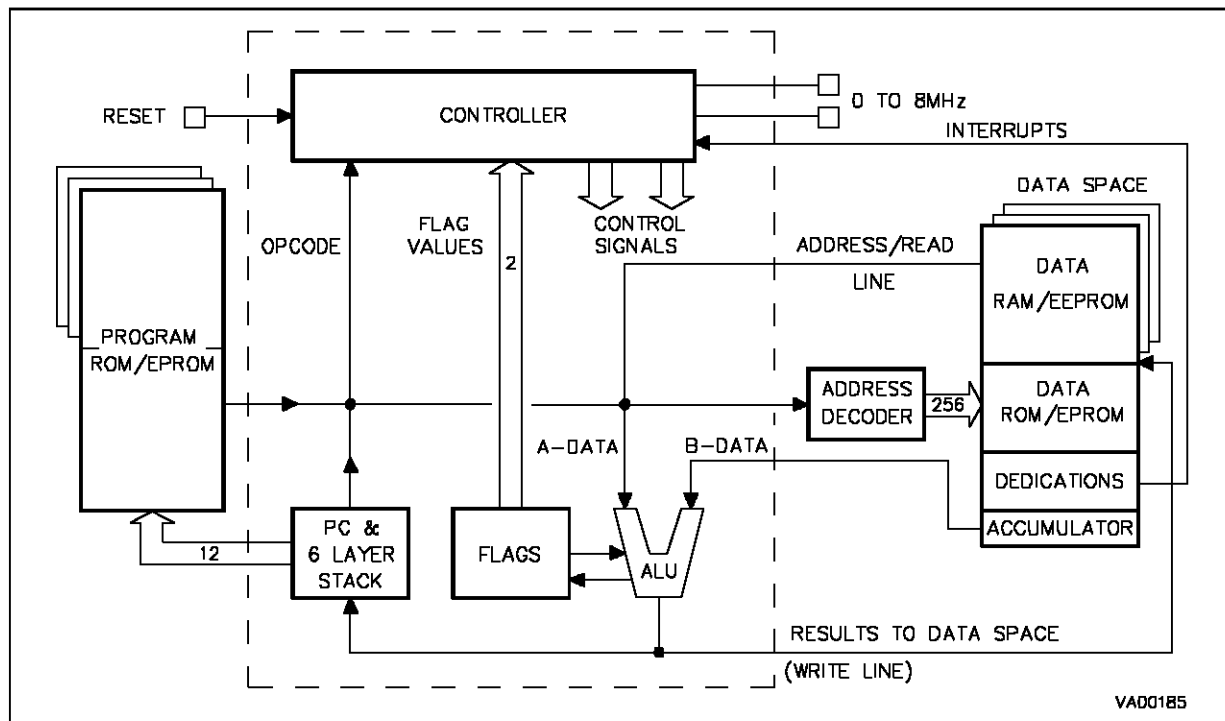 RESET
CONTROLLER
0 TO 8MHz
INTERRUPTS
DATA SPACE
OPCODE
FLAG
VALUES
2
CONTROL
SIGNALS
ADDRESS/READ
LINE
DATA
RAM/EEPROM
PROGRAM
ROM/EPROM
ADDRESS
DECODER
256
DATA
ROM/EPROM
A-DATA
B-DATA
DEDICATIONS
ACCUMULATOR
12
PC &
6 LAYER
STACK
FLAGS
ALU
RESULTS TO DATA SPACE
(WRITE LINE)
VA00185